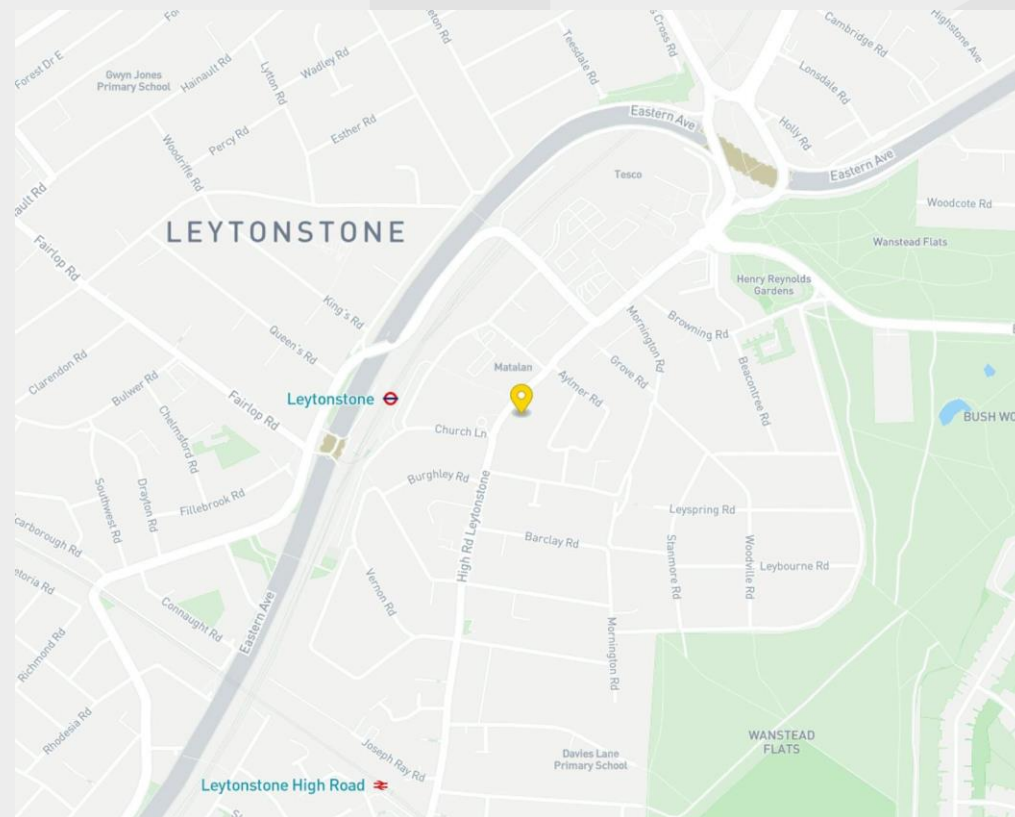 Forest Dr E
Gwyn Jones
Primary School
Hainault Rd
Lytton Rd
Wadley Rd
Teesdale Rd
Cross Rd
Cambridge Rd
Highstone Ave
Lonsdale Rd
Woodriffe Rd
Percy Rd
Esther Rd
Eastern Ave
Holly Rd
Eastern Ave
Tesco
Woodcote Rd
LEYTONSTONE
Wanstead Flats
Fairlop Rd
Henry Reynolds
Gardens
King's Rd
Queen's Rd
Mornington Rd
Browning Rd
Clarendon Rd
Matalan
Grove Rd
Beacontree Rd
Bulwer Rd
Aylmer Rd
Leytonstone
Chelmsford Rd
Fairlop Rd
BUSH WO
Church Ln
Burghley Rd
Southwest Rd
Drayton Rd
Fillebrook Rd
High Rd Leytonstone
Leyspring Rd
Barclay Rd
Stanmore Rd
Woodville Rd
Leybourne Rd
Vernon Rd
Connaught Rd
Eastern Ave
Richmond Rd
Mornington Rd
Rhodesia Rd
WANSTEAD
FLATS
Joseph Ray Rd
Davies Lane
Primary School
Leytonstone High Road